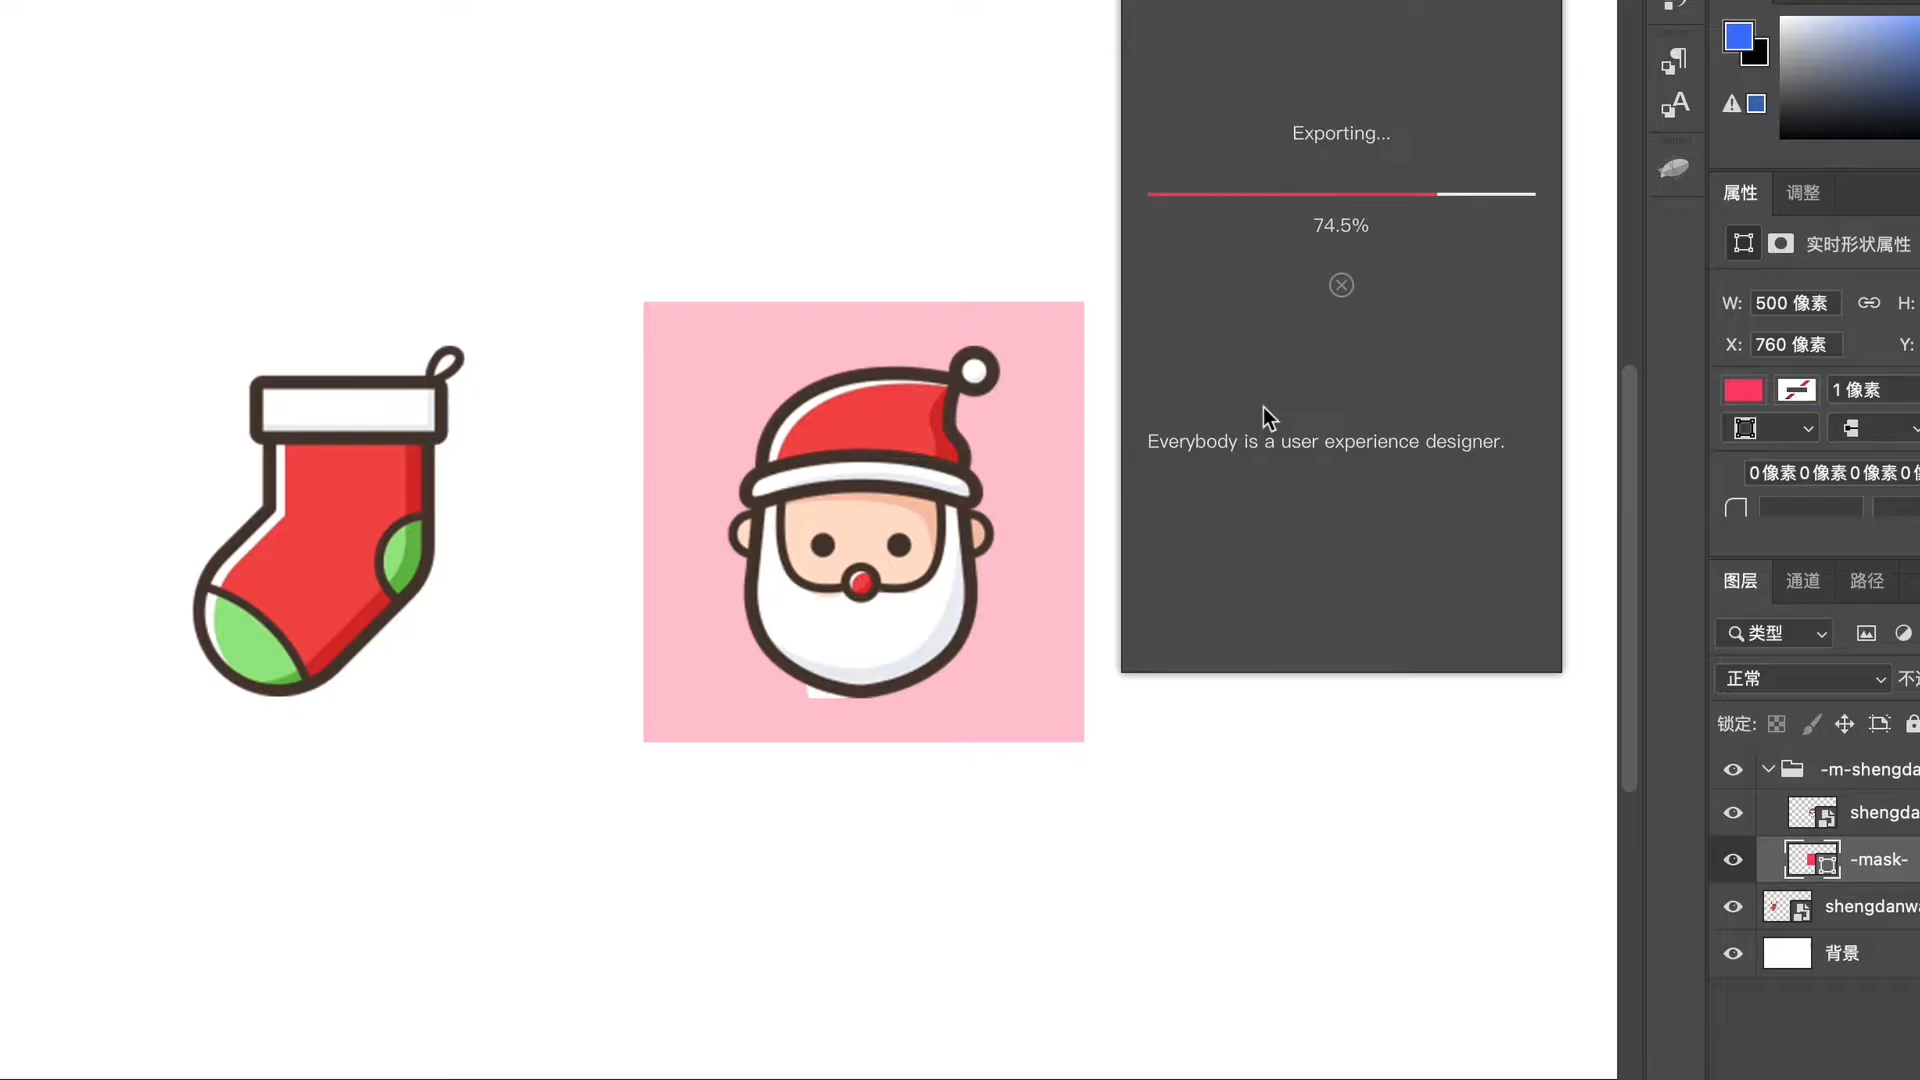 Exporting...
74.5%
Everybody is a user experience designer.
A
属性
调整
实时形状属性
W:
500 像素
H:
X:
760 像素
Y:
1 像素
0像素0像素0像素0
图层
通道
路径
类型
正常
锁定:
-m-shengda
shengda
-mask-
shengdanwa
背景